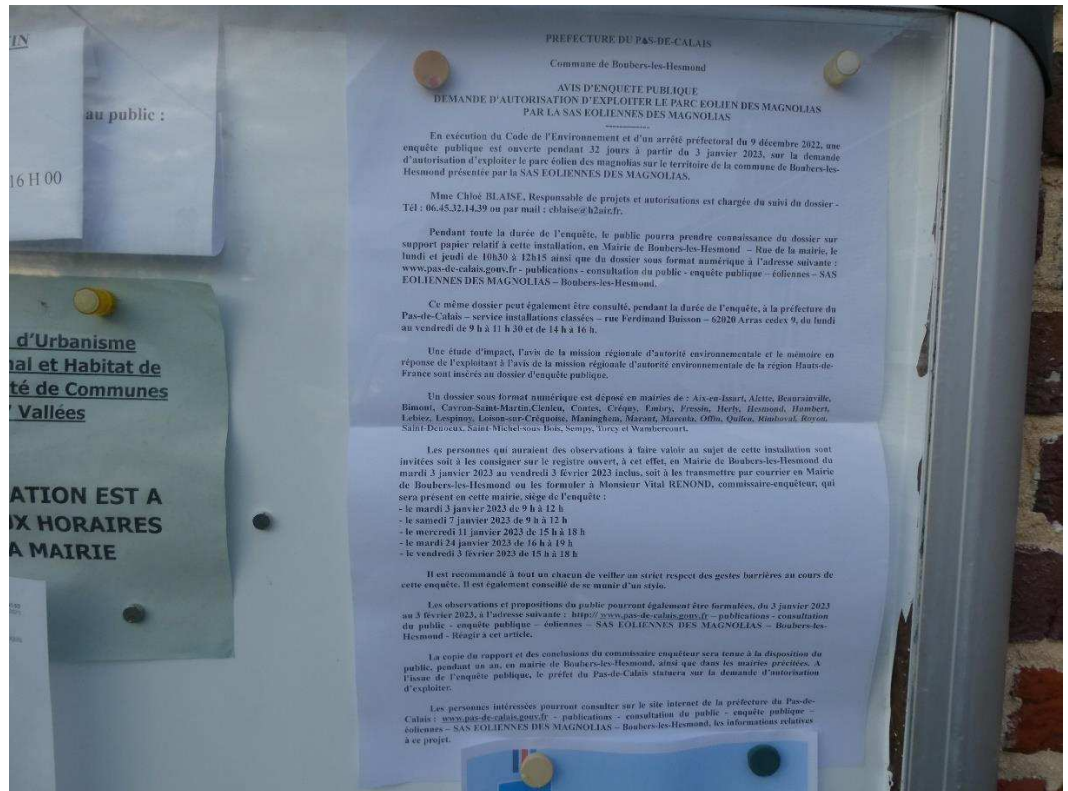 IN
au public :
16 H 00
d'Urbanisme
nal et Habitat de
té de Communes
7 Vallées
ATION EST A
UX HORAIRES
A MAIRIE
PREFECTURE DU PAS-DE-CALAIS
Commune de Boubers-les-Hesmond
AVIS D'ENQUETE PUBLIQUE
DEMANDE D'AUTORISATION D'EXPLOITER LE PARC EOLIEN DES MAGNOLIAS
PAR LA SAS EOLIENNES DES MAGNOLIAS
-------------
En exécution du Code de l'Environnement et d'un arrêté préfectoral du 9 décembre 2022, une
enquête publique est ouverte pendant 32 jours à partir du 3 janvier 2023, sur la demande
d'autorisation d'exploiter le parc éolien des magnolias sur le territoire de la commune de Boubers-les-
Hesmond présentée par la SAS EOLIENNES DES MAGNOLIAS.
Mme Chloé BLAISE, Responsable de projets et autorisations est chargée du suivi du dossier -
Tél : 06.45.32.14.39 ou par mail : cblaise@h2air.fr.
Pendant toute la durée de l'enquête, le public pourra prendre connaissance du dossier sur
support papier relatif à cette installation, en Mairie de Boubers-les-Hesmond – Rue de la mairie, le
lundi et jeudi de 10h30 à 12h15 ainsi que du dossier sous format numérique à l'adresse suivante :
www.pas-de-calais.gouv.fr - publications - consultation du public - enquête publique – éoliennes – SAS
EOLIENNES DES MAGNOLIAS – Boubers-les-Hesmond.
Ce même dossier peut également être consulté, pendant la durée de l'enquête, à la préfecture du
Pas-de-Calais – service installations classées – rue Ferdinand Buisson – 62020 Arras cedex 9, du lundi
au vendredi de 9 h à 11 h 30 et de 14 h à 16 h.
Une étude d'impact, l'avis de la mission régionale d'autorité environnementale et le mémoire en
réponse de l'exploitant à l'avis de la mission régionale d'autorité environnementale de la région Hauts-de-
France sont insérés au dossier d'enquête publique.
Un dossier sous format numérique est déposé en mairies de : Aix-en-Issart, Alette, Beaurainville,
Bimont, Cavron-Saint-Martin,Clenleu, Contes, Créquy, Embry, Fressin, Herly, Hesmond, Humbert,
Lebiez, Lespinoy, Loison-sur-Créquoise, Maninghem, Marant, Marenla, Offin, Quilen, Rimboval, Royon,
Saint-Denoeux, Saint-Michel-sous-Bois, Sempy, Torcy et Wambercourt.
Les personnes qui auraient des observations à faire valoir au sujet de cette installation sont
invitées soit à les consigner sur le registre ouvert, à cet effet, en Mairie de Boubers-les-Hesmond du
mardi 3 janvier 2023 au vendredi 3 février 2023 inclus, soit à les transmettre par courrier en Mairie
de Boubers-les-Hesmond ou les formuler à Monsieur Vital RENOND, commissaire-enquêteur, qui
sera présent en cette mairie, siège de l'enquête :
- le mardi 3 janvier 2023 de 9 h à 12 h
- le samedi 7 janvier 2023 de 9 h à 12 h
- le mercredi 11 janvier 2023 de 15 h à 18 h
- le mardi 24 janvier 2023 de 16 h à 19 h
- le vendredi 3 février 2023 de 15 h à 18 h
Il est recommandé à tout un chacun de veiller au strict respect des gestes barrières au cours de
cette enquête. Il est également conseillé de se munir d'un stylo.
Les observations et propositions du public pourront également être formulées, du 3 janvier 2023
au 3 février 2023, à l'adresse suivante : http:// www.pas-de-calais.gouv.fr – publications - consultation
du public - enquête publique – éoliennes – SAS EOLIENNES DES MAGNOLIAS – Boubers-les-
Hesmond - Réagir à cet article.
La copie du rapport et des conclusions du commissaire enquêteur sera tenue à la disposition du
public, pendant un an, en mairie de Boubers-les-Hesmond, ainsi que dans les mairies précitées. A
l'issue de l'enquête publique, le préfet du Pas-de-Calais statuera sur la demande d'autorisation
d'exploiter.
Les personnes intéressées pourront consulter sur le site internet de la préfecture du Pas-de-
Calais : www.pas-de-calais.gouv.fr - publications - consultation du public - enquête publique –
éoliennes – SAS EOLIENNES DES MAGNOLIAS – Boubers-les-Hesmond, les informations relatives
à ce projet.